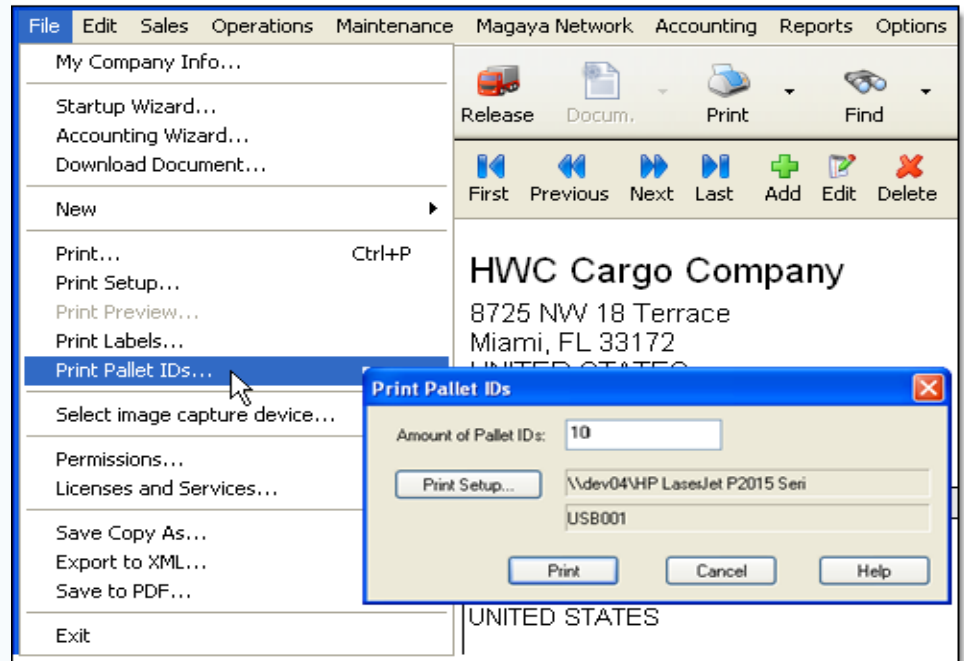 File Edit Sales Operations Maintenance Magaya Network Accounting Reports Options
My Company Info...
Startup Wizard...
Accounting Wizard...
Download Document...
New
Print... Ctrl+P
Print Setup...
Print Preview...
Print Labels...
Print Pallet IDs...
Select image capture device...
Permissions...
Licenses and Services...
Save Copy As...
Export to XML...
Save to PDF...
Exit
Release Docum. Print Find
First Previous Next Last Add Edit Delete
HWC Cargo Company
8725 NW 18 Terrace
Miami, FL 33172
UNITED STATES
Print Pallet IDs
Amount of Pallet IDs: 10
Print Setup... \\dev04\HP LaserJet P2015 Seri
USB001
Print Cancel Help
UNITED STATES